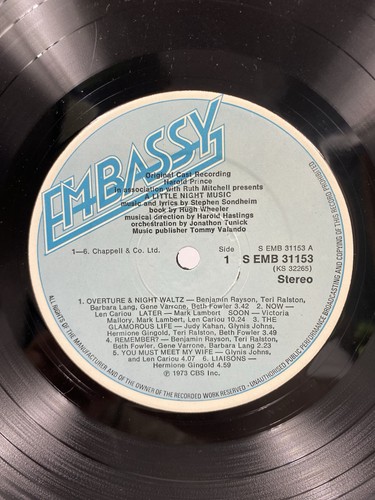 EMBASSY
Original Cast Recording
Harold Prince
in association with Ruth Mitchell presents
A LITTLE NIGHT MUSIC
music and lyrics by Stephen Sondheim
book by Hugh Wheeler
musical direction by Harold Hastings
orchestration by Jonathan Tunick
Music publisher Tommy Valando
1—6. Chappell & Co. Ltd.
Side
1
S EMB 31153 A
S EMB 31153
(KS 32265)
Stereo
1. OVERTURE & NIGHT WALTZ — Benjamin Rayson, Teri Ralston,
Barbara Lang, Gene Varrone, Beth Fowler 3.42 2. NOW —
Len Cariou LATER — Mark Lambert SOON — Victoria
Mallory, Mark Lambert, Len Cariou 10.24 3. THE
GLAMOROUS LIFE — Judy Kahan, Glynis Johns,
Hermione Gingold, Teri Ralston, Beth Fowler 3.49
4. REMEMBER? — Benjamin Rayson, Teri Ralston,
Beth Fowler, Gene Varrone, Barbara Lang 2.23
5. YOU MUST MEET MY WIFE — Glynis Johns,
and Len Cariou 4.07 6. LIAISONS —
Hermione Gingold 4.59
℗ 1973 CBS Inc.
ALL RIGHTS OF THE MANUFACTURER AND OF THE OWNER OF THE RECORDED WORK RESERVED - UNAUTHORISED PUBLIC PERFORMANCE BROADCASTING AND COPYING OF THIS RECORD PROHIBITED